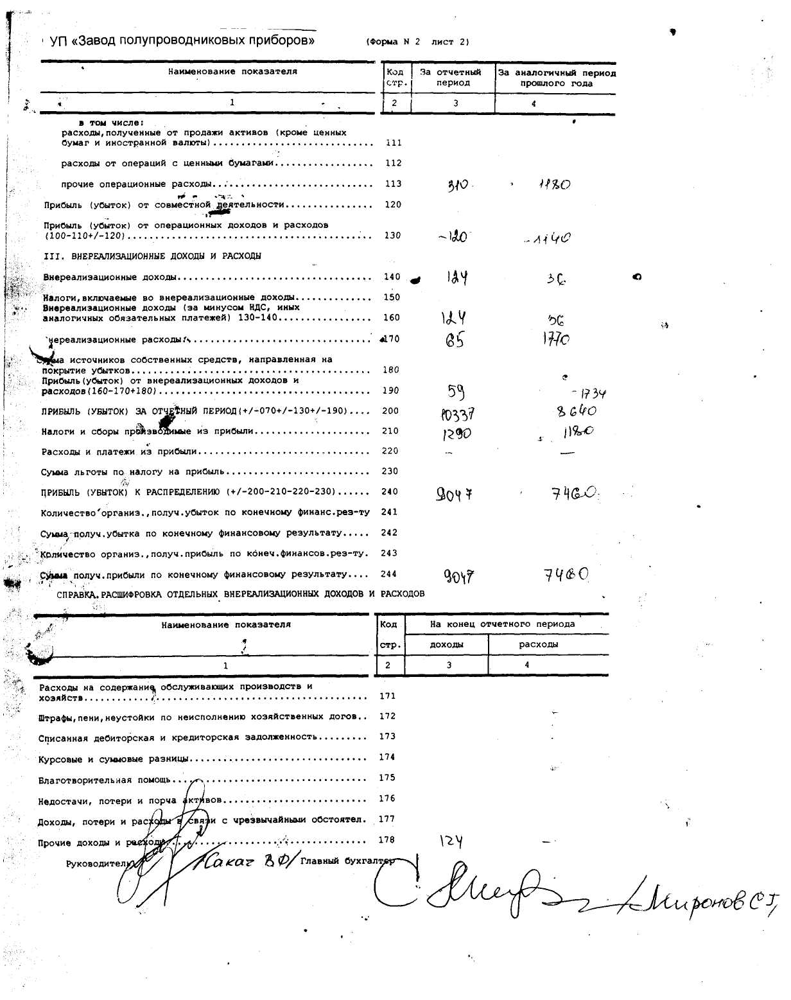 УП «Завод полупроводниковых приборов» (Форма N 2 лист 2)
Наименование показателя Код стр. За отчетный период За аналогичный период прошлого года
1 2 3 4
в том числе:
расходы,полученные от продажи активов (кроме ценных
бумаг и иностранной валюты)............................. 111
расходы от операций с ценными бумагами.................. 112
прочие операционные расходы............................. 113 310 1180
Прибыль (убыток) от совместной деятельности................ 120
Прибыль (убыток) от операционных доходов и расходов
(100-110+/-120)............................................ 130 -120 -1140
III. ВНЕРЕАЛИЗАЦИОННЫЕ ДОХОДЫ И РАСХОДЫ
Внереализационные доходы................................... 140 124 36
Налоги,включаемые во внереализационные доходы.............. 150
Внереализационные доходы (за минусом НДС, иных
аналогичных обязательных платежей) 130-140................. 160 124 36
нереализационные расходы................................ 170 65 1770
ма источников собственных средств, направленная на
покрытие убытков........................................... 180
Прибыль(убыток) от внереализационных доходов и
расходов(160-170+180)...................................... 190 59 -1734
ПРИБЫЛЬ (УБЫТОК) ЗА ОТЧЕТНЫЙ ПЕРИОД(+/-070+/-130+/-190).... 200 10337 8640
Налоги и сборы производимые из прибыли..................... 210 1290 1180
Расходы и платежи из прибыли............................... 220 — —
Сумма льготы по налогу на прибыль.......................... 230
ПРИБЫЛЬ (УБЫТОК) К РАСПРЕДЕЛЕНИЮ (+/-200-210-220-230)...... 240 9047 7460
Количество организ.,получ.убыток по конечному финанс.рез-ту 241
Сумма получ.убытка по конечному финансовому результату..... 242
Количество организ.,получ.прибыль по конеч.финансов.рез-ту. 243
Сумма получ.прибыли по конечному финансовому результату.... 244 9047 7460
СПРАВКА.РАСШИФРОВКА ОТДЕЛЬНЫХ ВНЕРЕАЛИЗАЦИОННЫХ ДОХОДОВ И РАСХОДОВ
Наименование показателя Код стр. На конец отчетного периода
доходы расходы
1 2 3 4
Расходы на содержание обслуживающих производств и
хозяйств................................................... 171
Штрафы,пени,неустойки по неисполнению хозяйственных догов.. 172
Списанная дебиторская и кредиторская задолженность......... 173
Курсовые и суммовые разницы................................ 174
Благотворительная помощь................................... 175
Недостачи, потери и порча активов.......................... 176
Доходы, потери и расходы в связи с чрезвычайными обстоятел. 177
Прочие доходы и расходы.................................... 178 124 —
Руководитель /Сакаг В Ф/ Главный бухгалтер
/Миронов С Г/